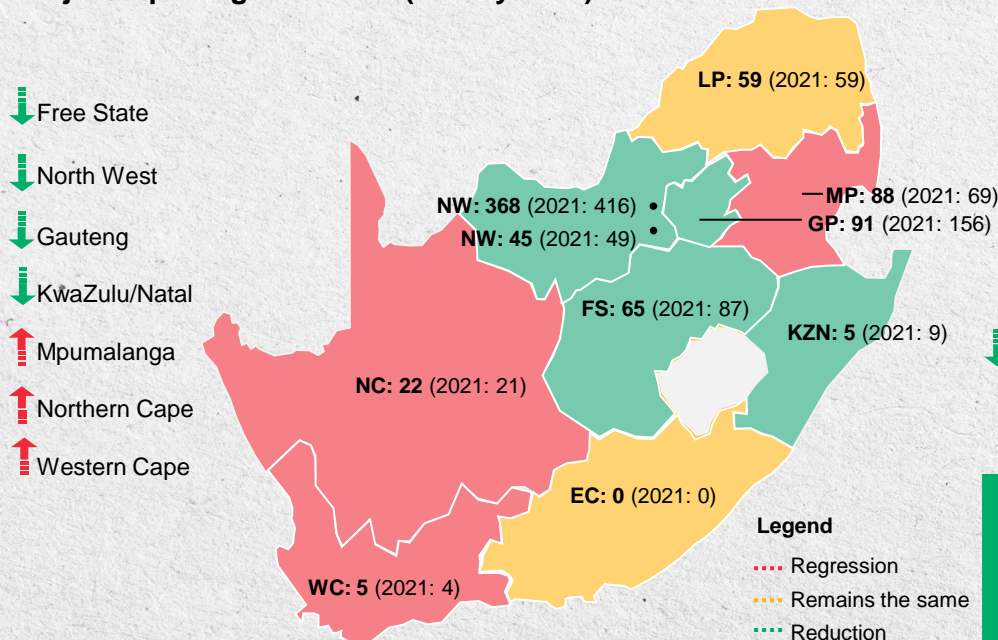 Free State
North West
Gauteng
KwaZulu/Natal
Mpumalanga
Northern Cape
Western Cape
LP: 59 (2021: 59)
MP: 88 (2021: 69)
GP: 91 (2021: 156)
NW: 368 (2021: 416)
NW: 45 (2021: 49)
FS: 65 (2021: 87)
KZN: 5 (2021: 9)
NC: 22 (2021: 21)
EC: 0 (2021: 0)
WC: 5 (2021: 4)
Legend
Regression
Remains the same
Reduction